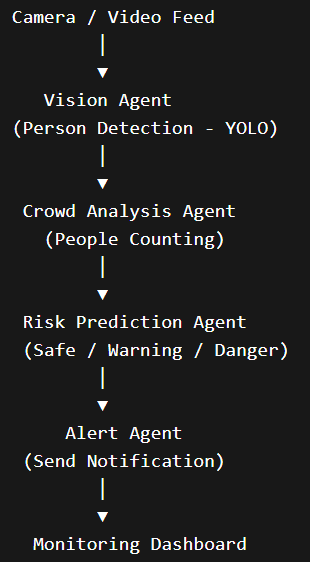 Camera / Video Feed
│
▼
Vision Agent
(Person Detection - YOLO)
│
▼
Crowd Analysis Agent
(People Counting)
│
▼
Risk Prediction Agent
(Safe / Warning / Danger)
│
▼
Alert Agent
(Send Notification)
│
▼
Monitoring Dashboard